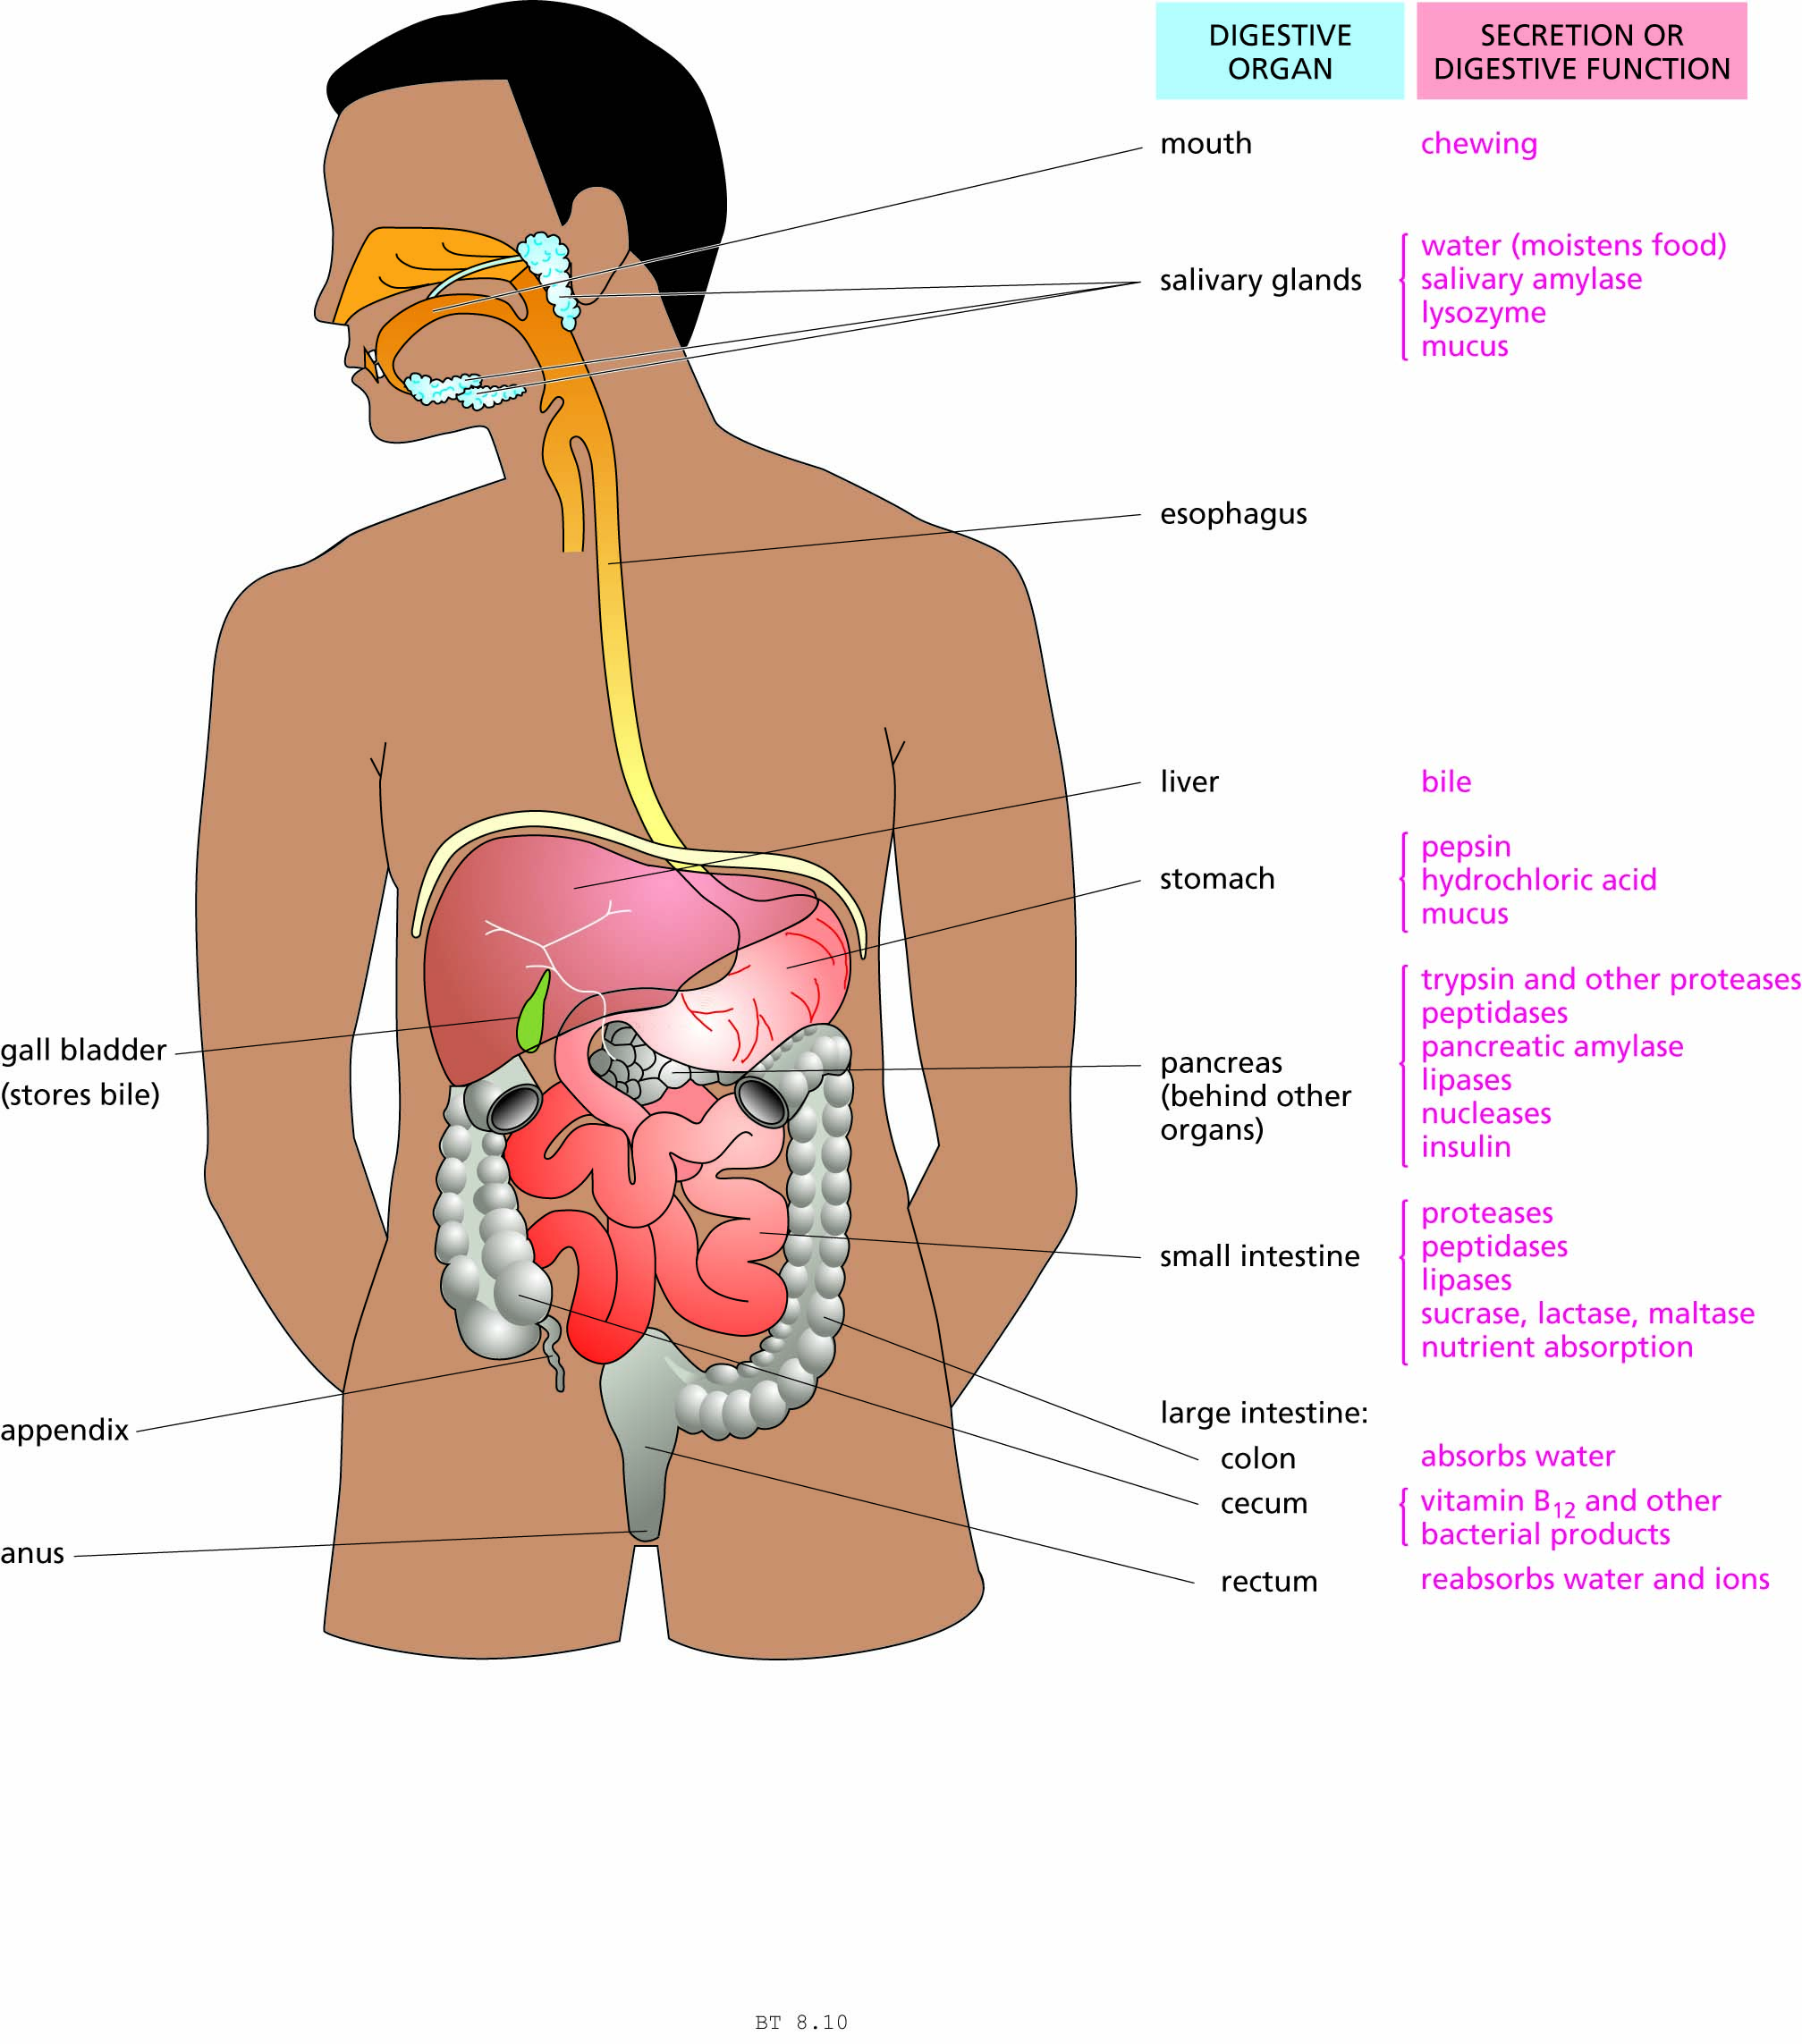 DIGESTIVE
ORGAN
SECRETION OR
DIGESTIVE FUNCTION
mouth
chewing
salivary glands
water (moistens food)
salivary amylase
lysozyme
mucus
esophagus
liver
bile
stomach
pepsin
hydrochloric acid
mucus
pancreas
(behind other
organs)
trypsin and other proteases
peptidases
pancreatic amylase
lipases
nucleases
insulin
small intestine
proteases
peptidases
lipases
sucrase, lactase, maltase
nutrient absorption
large intestine:
colon
absorbs water
cecum
vitamin B12 and other
bacterial products
rectum
reabsorbs water and ions
gall bladder
(stores bile)
appendix
anus
BT 8.10